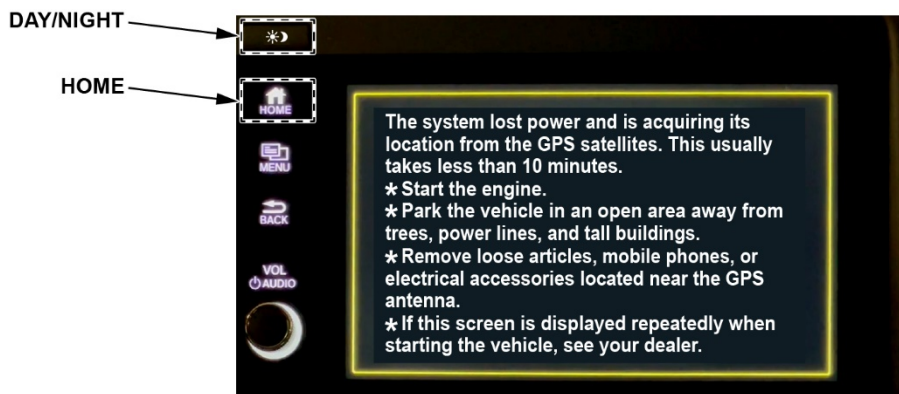 DAY/NIGHT
HOME
HOME
MENU
BACK
VOL
AUDIO
The system lost power and is acquiring its
location from the GPS satellites. This usually
takes less than 10 minutes.
* Start the engine.
* Park the vehicle in an open area away from
trees, power lines, and tall buildings.
* Remove loose articles, mobile phones, or
electrical accessories located near the GPS
antenna.
* If this screen is displayed repeatedly when
starting the vehicle, see your dealer.